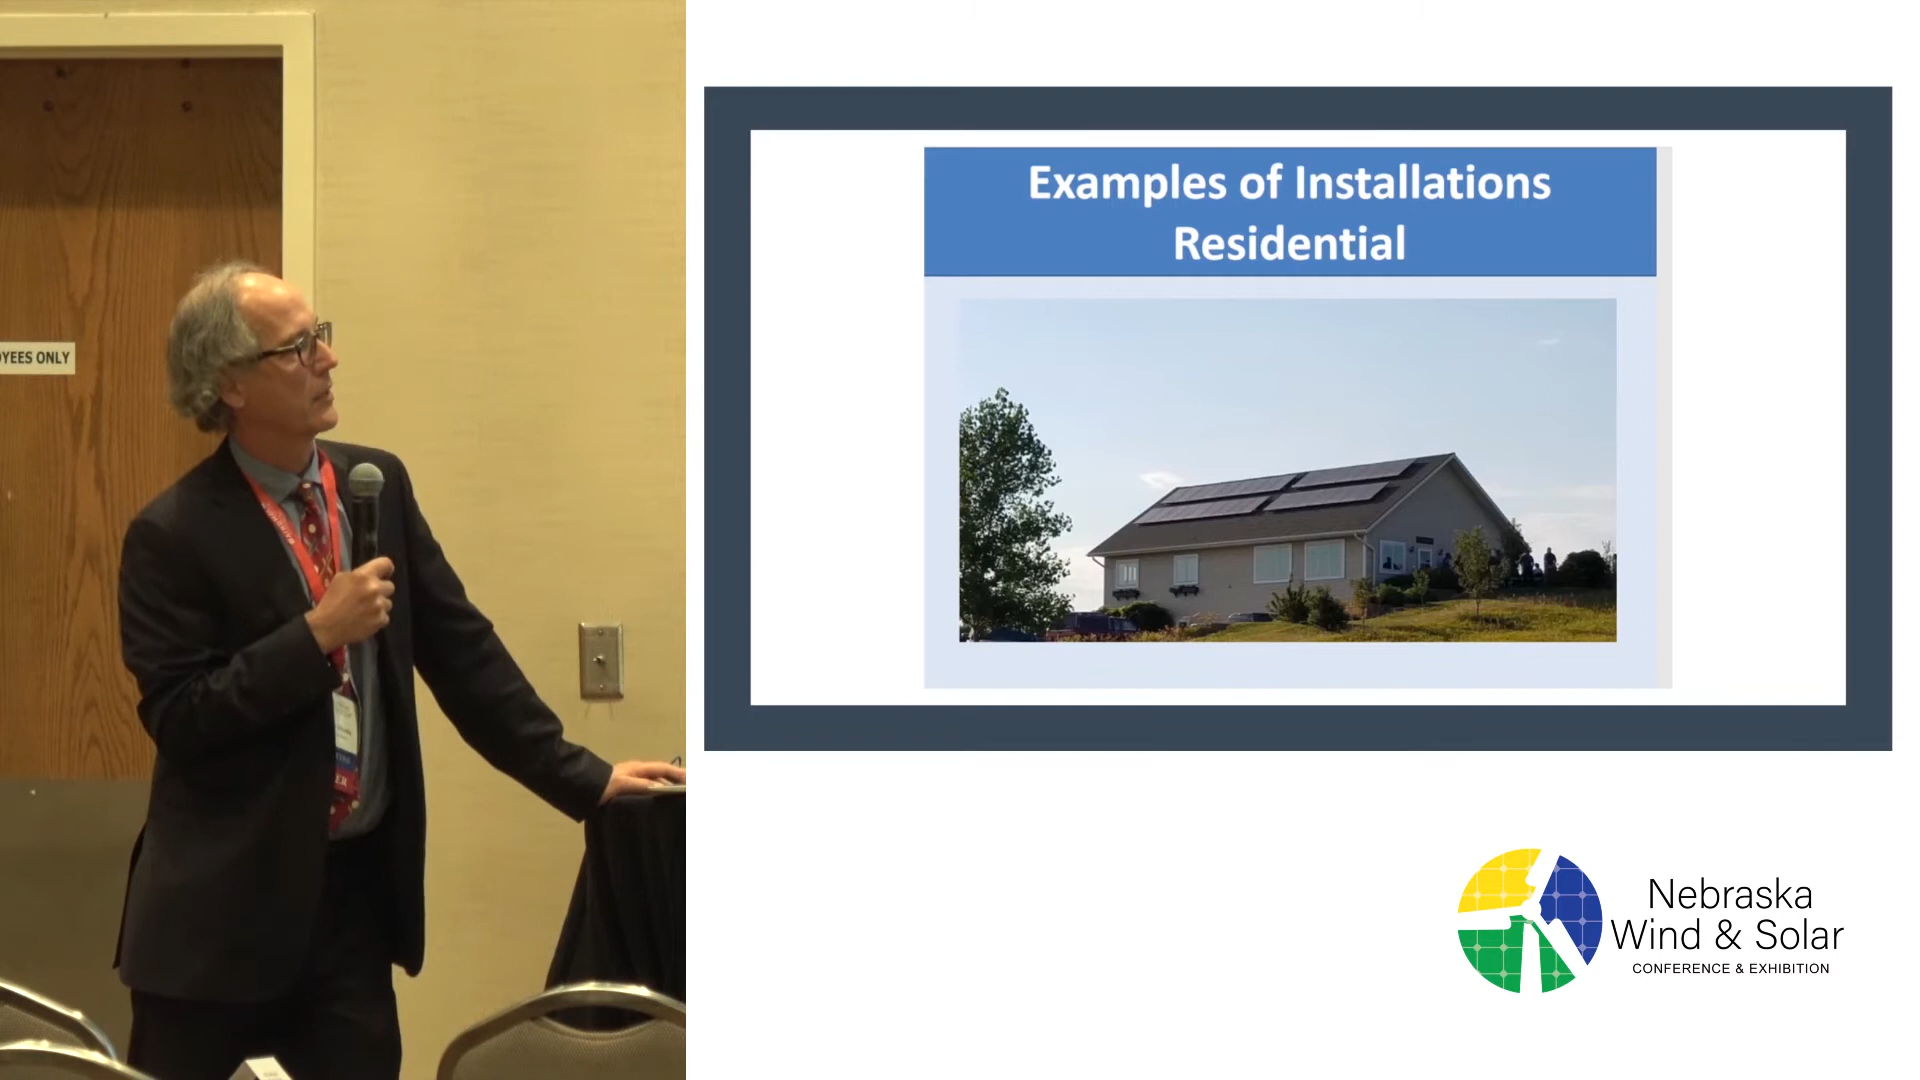 YEES ONLY
Examples of Installations
Residential
Nebraska
Wind & Solar
CONFERENCE & EXHIBITION